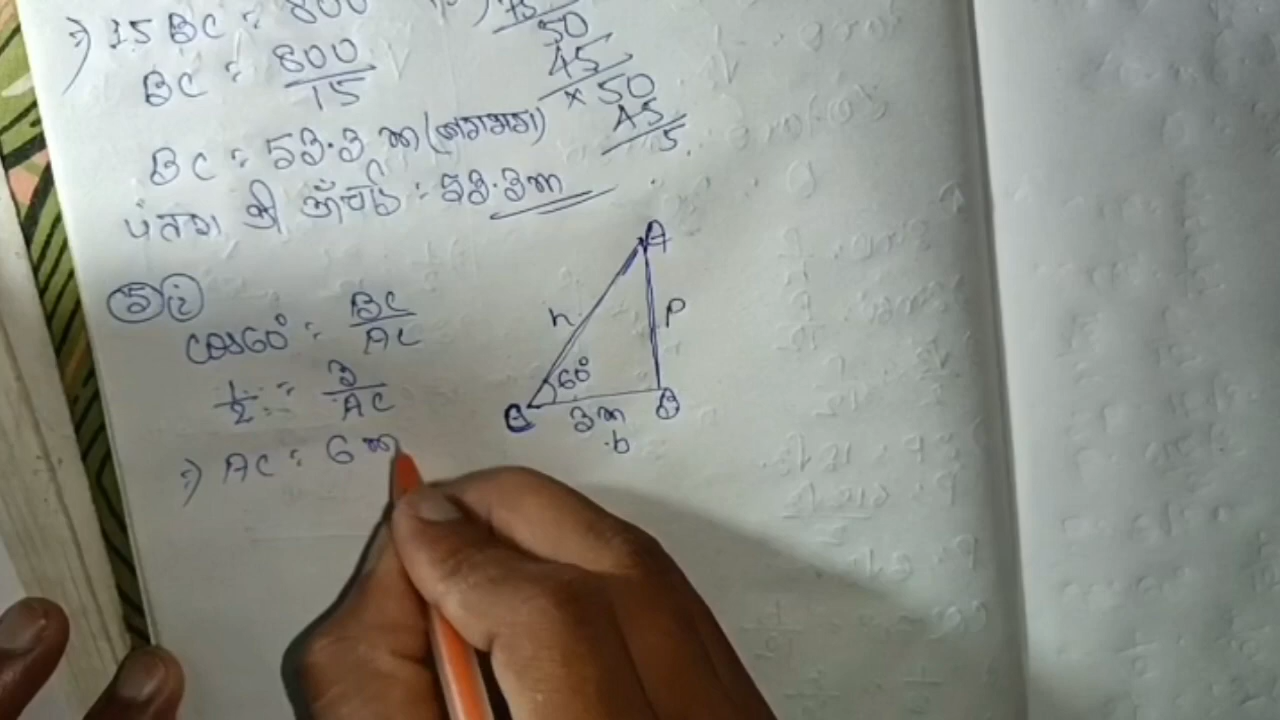 ⇒) 15 BC = 800
BC = 800/15
BC = 53.3 m (लगभग)
पतंग की ऊँचाई = 53.3m
50
45
× 50
45
5
5 i
cos60° = BC/AC
1/2 = 3/AC
⇒) AC = 6 m
A
h
P
60°
B
3m
b